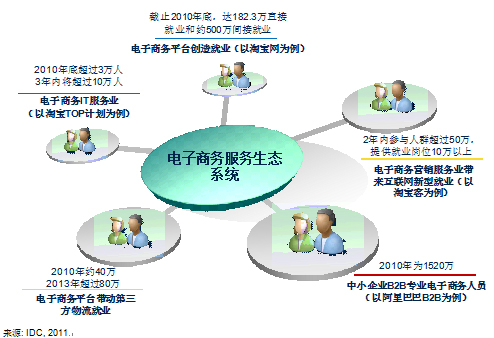 截止2010年底，达182.3万直接
就业和约500万间接就业
电子商务平台创造就业（以淘宝网为例）
2010年底超过3万人
3年内将超过10万人
电子商务IT服务业
（以淘宝TOP计划为例）
电子商务服务生态
系统
2年内参与人群超过50万，
提供就业岗位10万以上
电子商务营销服务业带
来互联网新型就业（以
淘宝客为例）
2010年约40万
2013年超过80万
电子商务平台带动第三
方物流就业
2010年为1520万
中小企业B2B专业电子商务人员
（以阿里巴巴B2B为例）
来源: IDC, 2011.